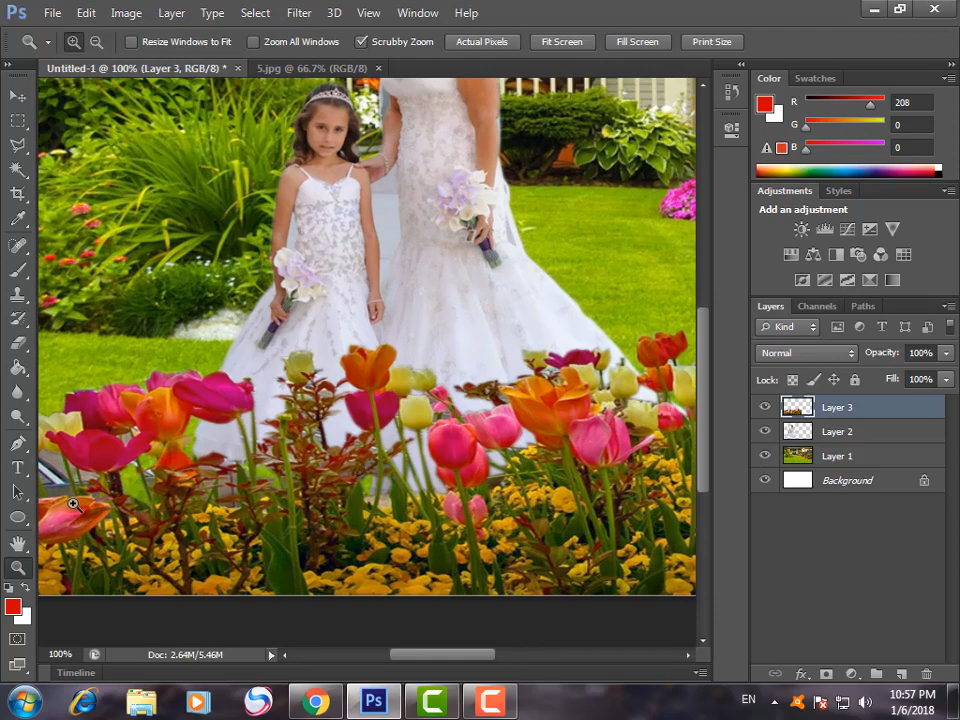 Ps File Edit Image Layer Type Select Filter 3D View Window Help
Resize Windows to Fit Zoom All Windows Scrubby Zoom Actual Pixels Fit Screen Fill Screen Print Size
Untitled-1 @ 100% (Layer 3, RGB/8) * × 5.jpg @ 66.7% (RGB/8) ×
Color Swatches
R 208
G 0
B 0
Adjustments Styles
Add an adjustment
Layers Channels Paths
Kind
Normal Opacity: 100%
Lock: Fill: 100%
Layer 3
Layer 2
Layer 1
Background
100% Doc: 2.64M/5.46M
Timeline
Ps C C EN 10:57 PM
1/6/2018